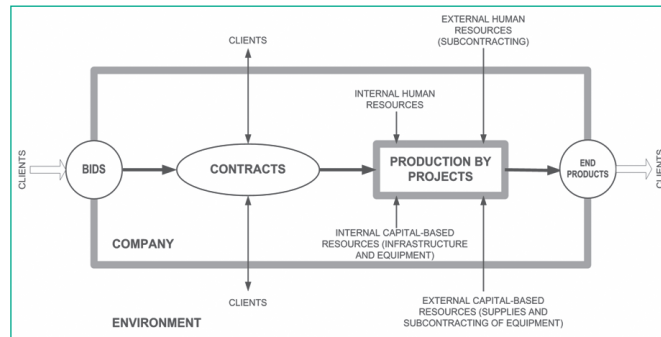 EXTERNAL HUMAN
RESOURCES
(SUBCONTRACTING)
CLIENTS
INTERNAL HUMAN
RESOURCES
CLIENTS
BIDS
CONTRACTS
PRODUCTION BY
PROJECTS
END
PRODUCTS
CLIENTS
INTERNAL CAPITAL-BASED
RESOURCES (INFRASTRUCTURE
AND EQUIPMENT)
COMPANY
CLIENTS
EXTERNAL CAPITAL-BASED
RESOURCES (SUPPLIES AND
SUBCONTRACTING OF EQUIPMENT)
ENVIRONMENT